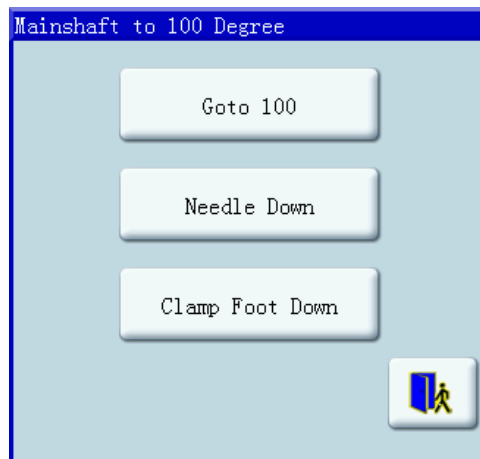 Mainshaft to 100 Degree
Goto 100
Needle Down
Clamp Foot Down